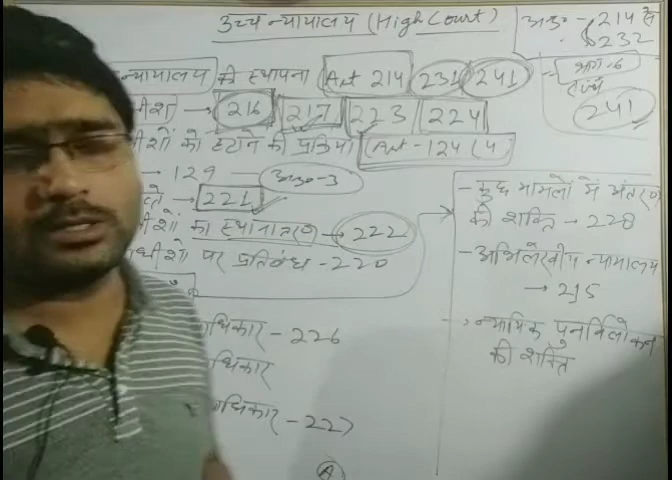 उच्च न्यायालय (High Court)
अनु० - 214 से
232
न्यायालय की स्थापना (Art 214) 231 241
भाग-6
राज्य
241
धीश → 216 217 223 224
धीशों को हटाने की प्रक्रिया (Art - 124 (4)
→ 129 — अनु०-3
→ 221
धीशों का स्थानांतरण → 222
धीशो पर प्रतिबंध - 220
धिकार - 226
धिकार
धिकार - 227
- कुछ मामलों में अंतरण
की शक्ति - 228
- अभिलेखीय न्यायालय
→ 215
न्यायिक पुनर्विलोकन
की शक्ति